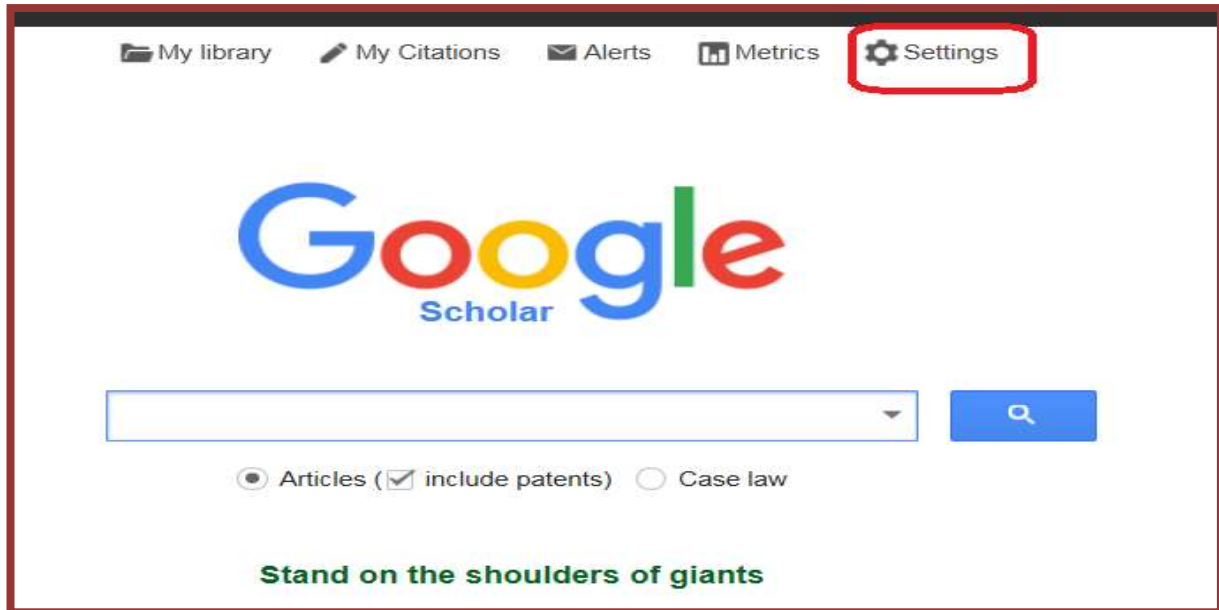 My library My Citations Alerts Metrics Settings
Google
Scholar
Articles ( include patents) Case law
Stand on the shoulders of giants